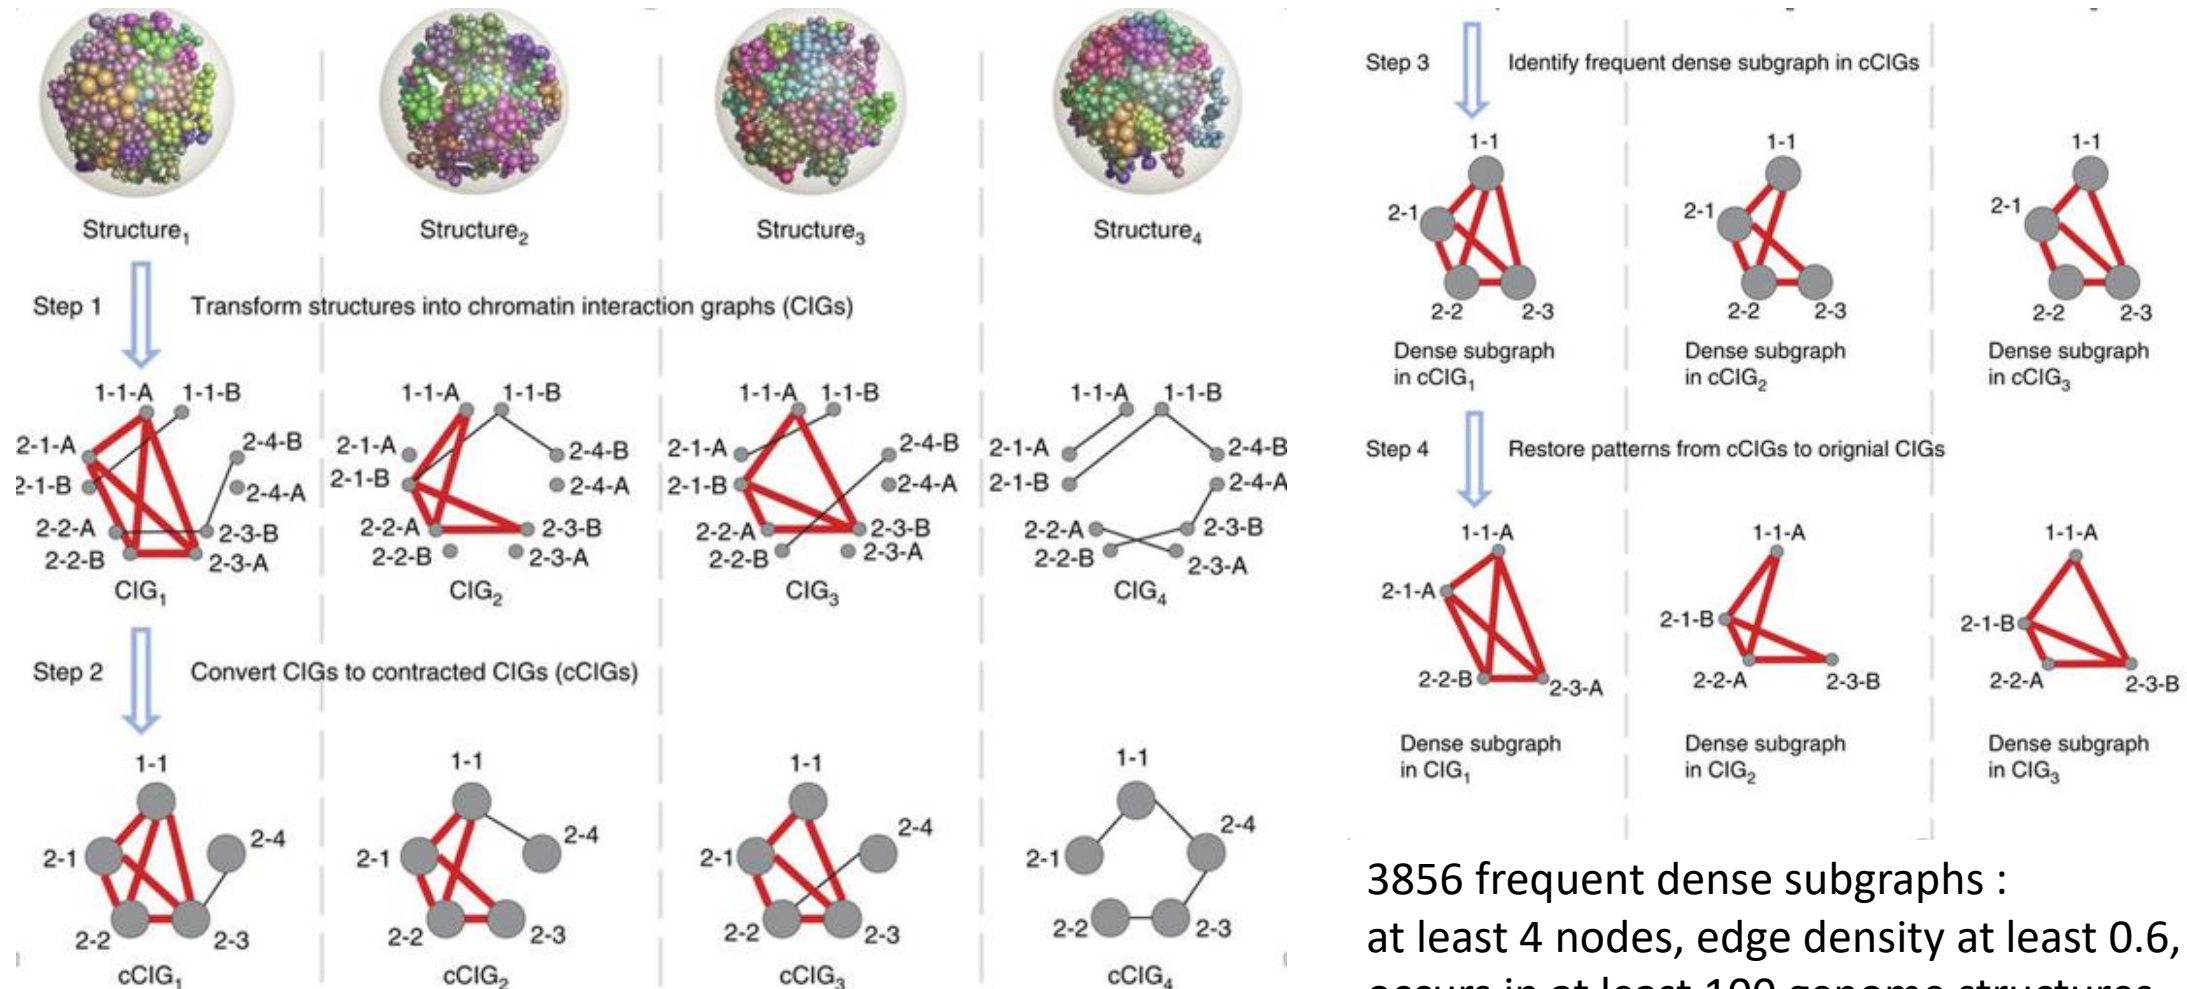 Structure1
Structure2
Structure3
Structure4
Step 1
Transform structures into chromatin interaction graphs (CIGs)
1-1-A
1-1-B
2-1-A
2-4-B
2-1-B
2-4-A
2-2-A
2-3-B
2-2-B
2-3-A
CIG1
1-1-A
1-1-B
2-1-A
2-4-B
2-1-B
2-4-A
2-2-A
2-3-B
2-2-B
2-3-A
CIG2
1-1-A
1-1-B
2-1-A
2-4-B
2-1-B
2-4-A
2-2-A
2-3-B
2-2-B
2-3-A
CIG3
1-1-A
1-1-B
2-1-A
2-4-B
2-1-B
2-4-A
2-2-A
2-3-B
2-2-B
2-3-A
CIG4
Step 2
Convert CIGs to contracted CIGs (cCIGs)
1-1
2-4
2-1
2-2
2-3
cCIG1
1-1
2-4
2-1
2-2
2-3
cCIG2
1-1
2-4
2-1
2-2
2-3
cCIG3
1-1
2-4
2-1
2-2
2-3
cCIG4
Step 3
Identify frequent dense subgraph in cCIGs
1-1
2-1
2-2
2-3
Dense subgraph
in cCIG1
1-1
2-1
2-2
2-3
Dense subgraph
in cCIG2
1-1
2-1
2-2
2-3
Dense subgraph
in cCIG3
Step 4
Restore patterns from cCIGs to orignial CIGs
1-1-A
2-1-A
2-2-B
2-3-A
Dense subgraph
in CIG1
1-1-A
2-1-B
2-2-A
2-3-B
Dense subgraph
in CIG2
1-1-A
2-1-B
2-2-A
2-3-B
Dense subgraph
in CIG3
3856 frequent dense subgraphs :
at least 4 nodes, edge density at least 0.6,
occurs in at least 100 genome structures